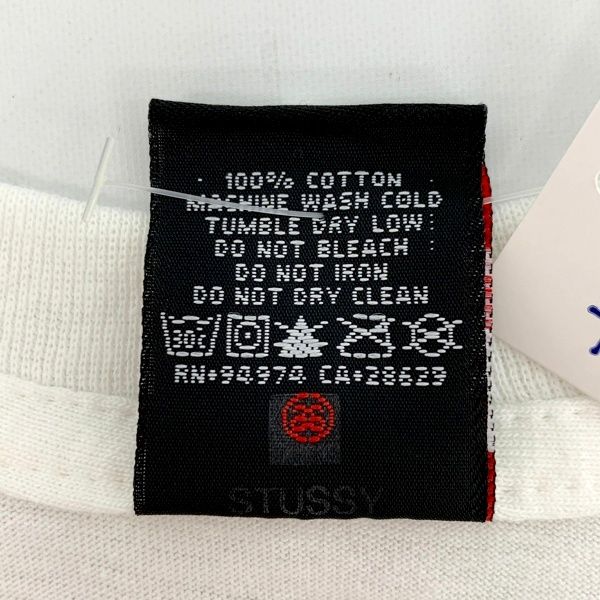 100% COTTON
MACHINE WASH COLD
TUMBLE DRY LOW
DO NOT BLEACH
DO NOT IRON
DO NOT DRY CLEAN
30c
RN#94974 CA#28629
STUSSY